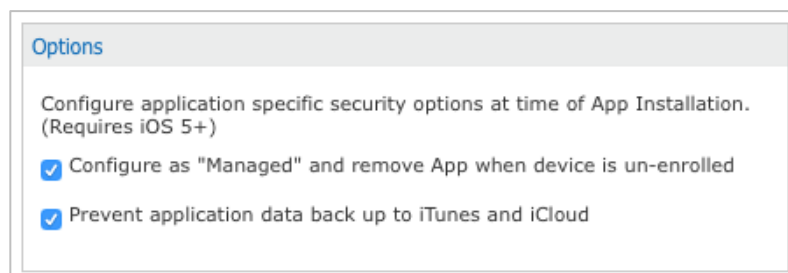 Options
Configure application specific security options at time of App Installation.
(Requires iOS 5+)
Configure as "Managed" and remove App when device is un-enrolled
Prevent application data back up to iTunes and iCloud